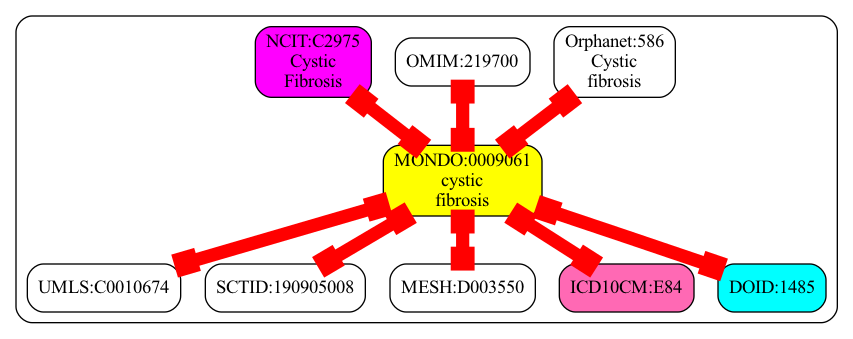 NCIT:C2975
Cystic
Fibrosis
OMIM:219700
Orphanet:586
Cystic
fibrosis
MONDO:0009061
cystic
fibrosis
UMLS:C0010674
SCTID:190905008
MESH:D003550
ICD10CM:E84
DOID:1485